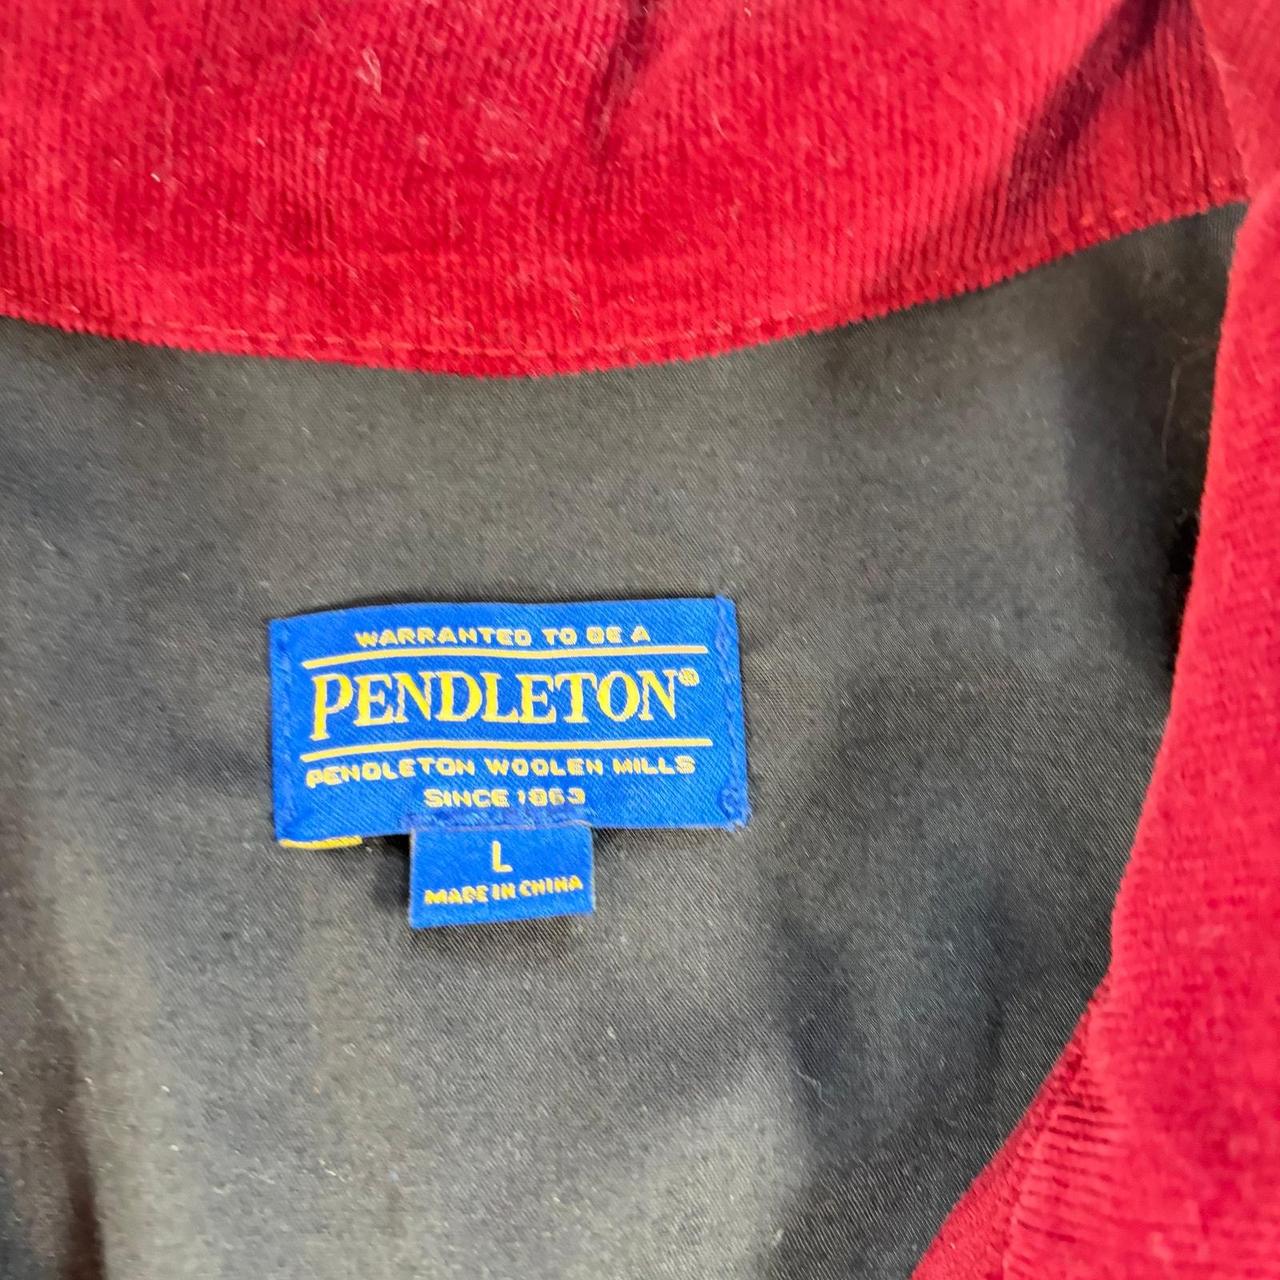 WARRANTED TO BE A
PENDLETON®
PENDLETON WOOLEN MILLS
SINCE 1863
L
MADE IN CHINA